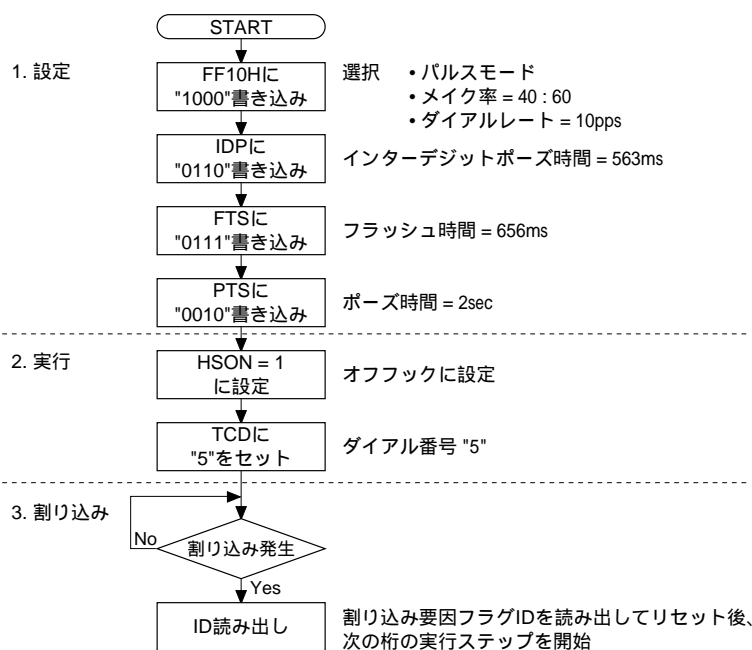 START
1. 設定
FF10Hに
"1000"書き込み
選択 • パルスモード
• メイク率 = 40 : 60
• ダイアルレート = 10pps
IDPに
"0110"書き込み
インターデジットポーズ時間 = 563ms
FTSに
"0111"書き込み
フラッシュ時間 = 656ms
PTSに
"0010"書き込み
ポーズ時間 = 2sec
2. 実行
HSON = 1
に設定
オフフックに設定
TCDに
"5"をセット
ダイアル番号 "5"
3. 割り込み
No
割り込み発生
Yes
ID読み出し
割り込み要因フラグIDを読み出してリセット後、
次の桁の実行ステップを開始